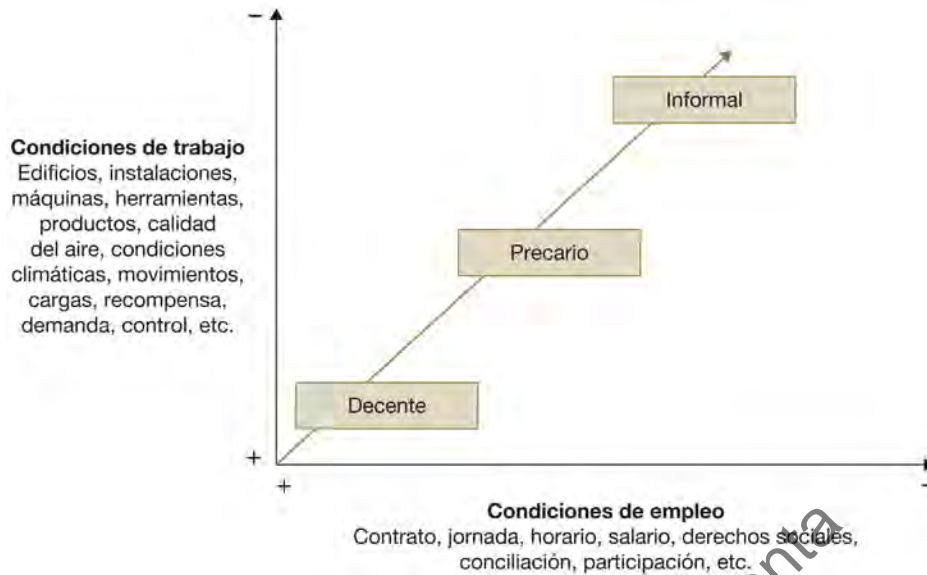 −
Informal
Condiciones de trabajo
Edificios, instalaciones,
máquinas, herramientas,
productos, calidad
del aire, condiciones
climáticas, movimientos,
cargas, recompensa,
demanda, control, etc.
Precario
Decente
+
+
−
Condiciones de empleo
Contrato, jornada, horario, salario, derechos sociales,
conciliación, participación, etc.